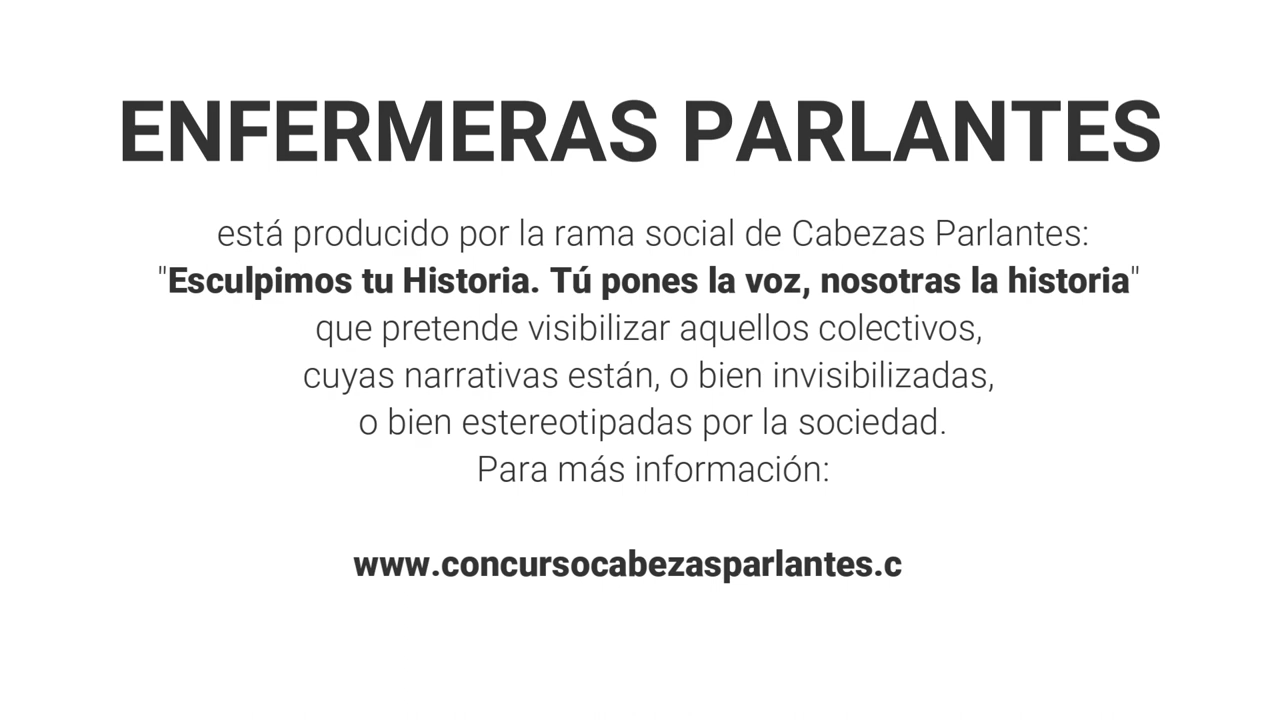 ENFERMERAS PARLANTES
está producido por la rama social de Cabezas Parlantes:
"Esculpimos tu Historia. Tú pones la voz, nosotras la historia"
que pretende visibilizar aquellos colectivos,
cuyas narrativas están, o bien invisibilizadas,
o bien estereotipadas por la sociedad.
Para más información:
www.concursocabezasparlantes.c